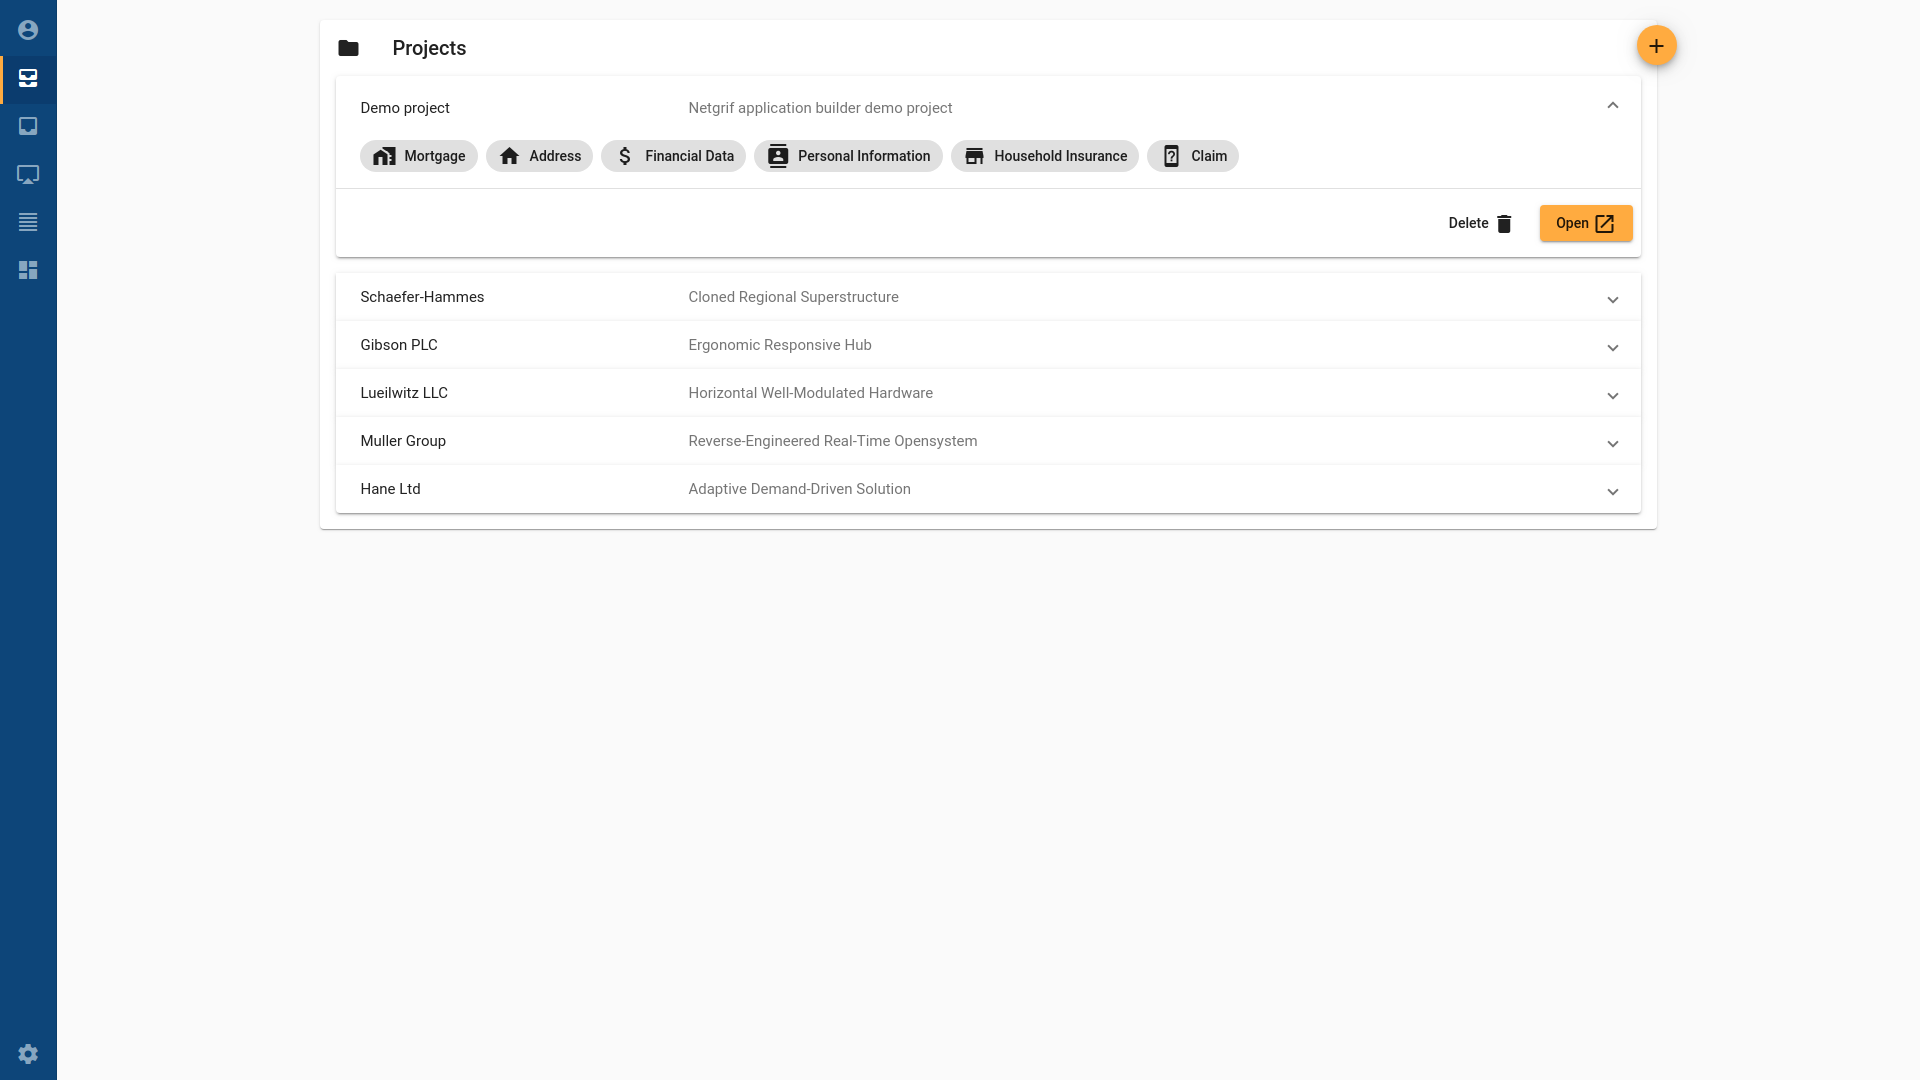 Projects
Demo project Netgrif application builder demo project
Mortgage Address Financial Data Personal Information Household Insurance Claim
Delete Open
Schaefer-Hammes Cloned Regional Superstructure
Gibson PLC Ergonomic Responsive Hub
Lueilwitz LLC Horizontal Well-Modulated Hardware
Muller Group Reverse-Engineered Real-Time Opensystem
Hane Ltd Adaptive Demand-Driven Solution